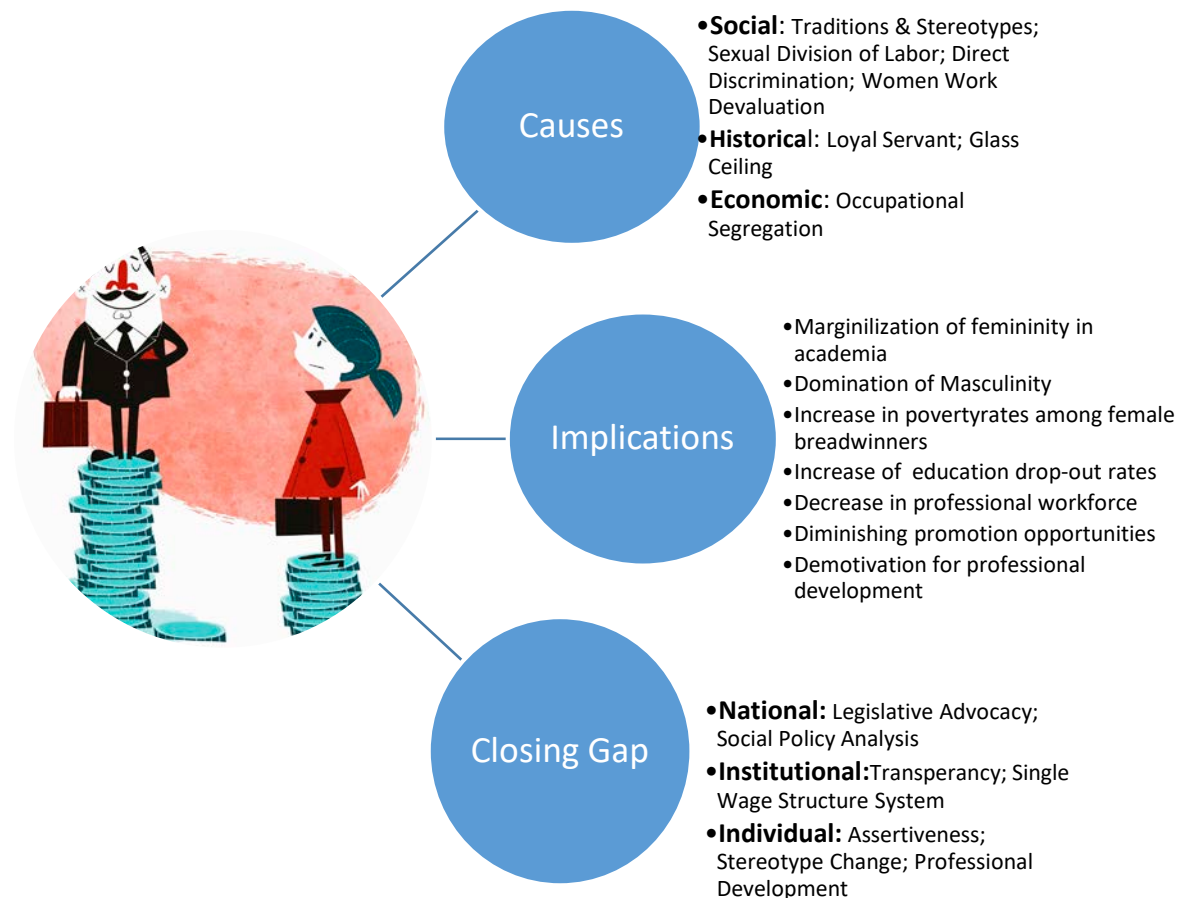 Causes
•Social: Traditions & Stereotypes;
Sexual Division of Labor; Direct
Discrimination; Women Work
Devaluation
•Historical: Loyal Servant; Glass
Ceiling
•Economic: Occupational
Segregation
Implications
•Marginilization of femininity in
academia
•Domination of Masculinity
•Increase in povertyrates among female
breadwinners
•Increase of  education drop-out rates
•Decrease in professional workforce
•Diminishing promotion opportunities
•Demotivation for professional
development
Closing Gap
•National: Legislative Advocacy;
Social Policy Analysis
•Institutional:Transperancy; Single
Wage Structure System
•Individual: Assertiveness;
Stereotype Change; Professional
Development